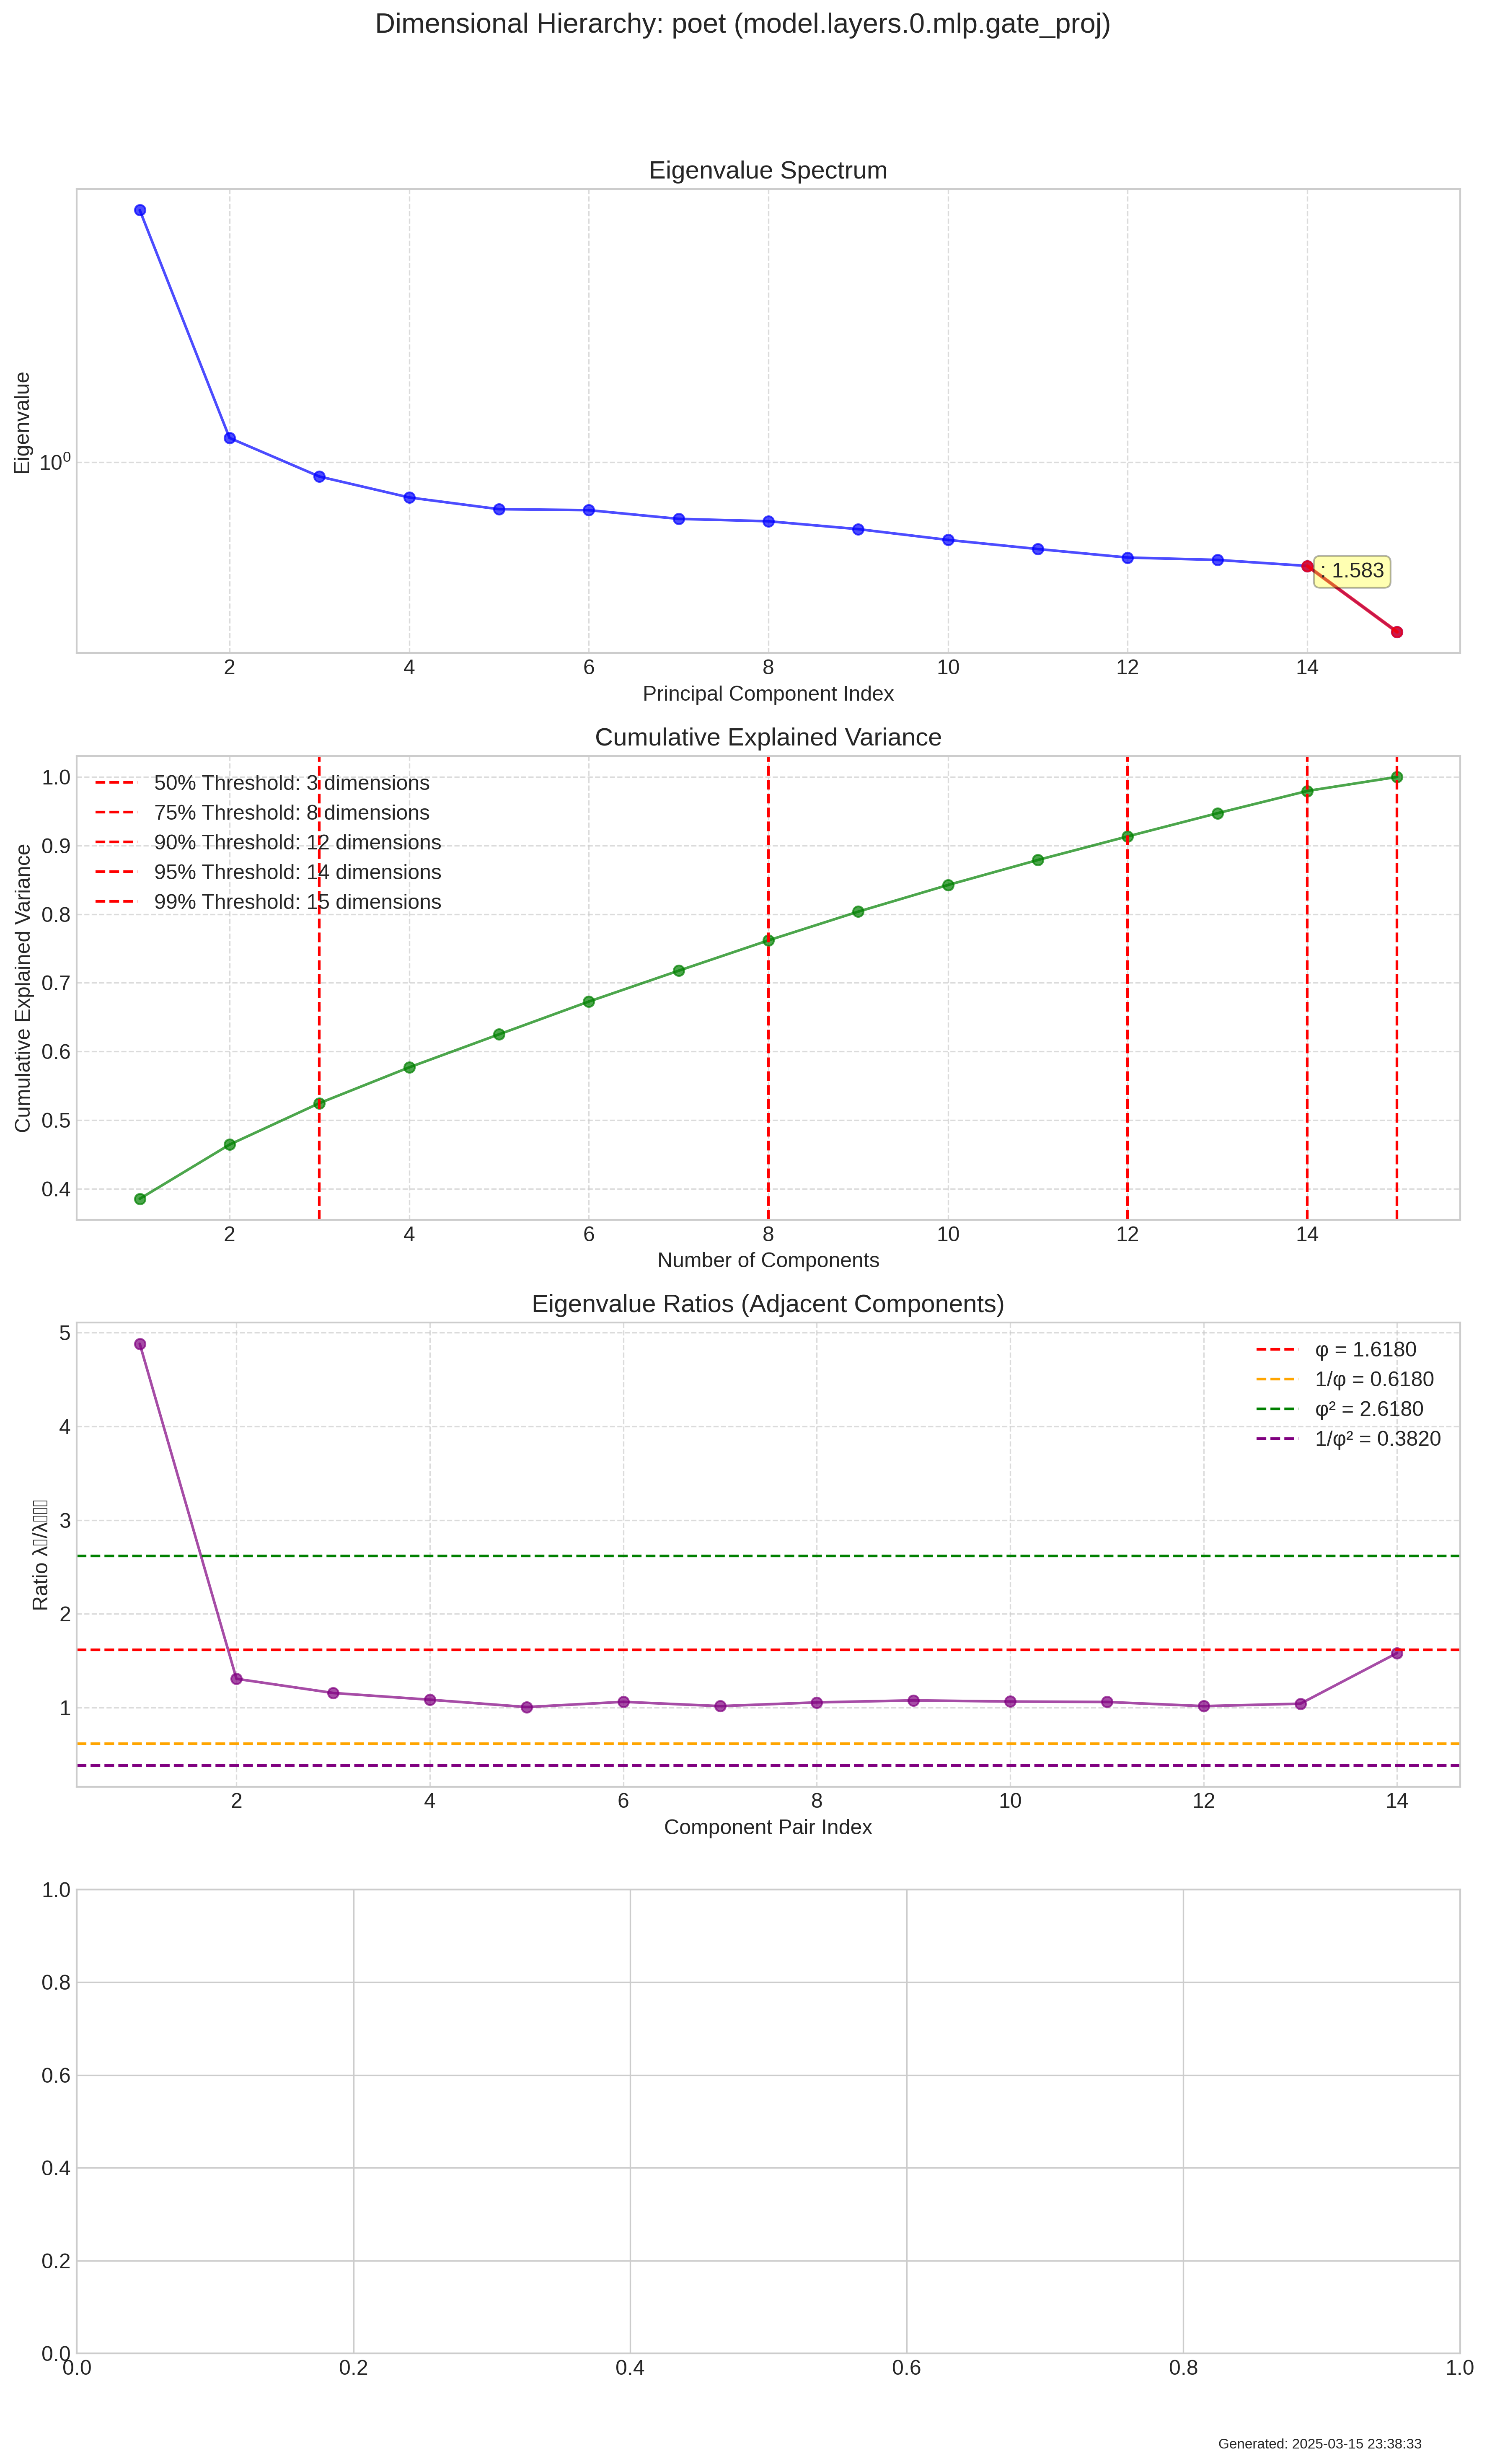 Dimensional Hierarchy: poet (model.layers.0.mlp.gate_proj)
Eigenvalue Spectrum
Eigenvalue
10⁰
: 1.583
2 4 6 8 10 12 14
Principal Component Index
Cumulative Explained Variance
Cumulative Explained Variance
1.0
0.9
0.8
0.7
0.6
0.5
0.4
50% Threshold: 3 dimensions
75% Threshold: 8 dimensions
90% Threshold: 12 dimensions
95% Threshold: 14 dimensions
99% Threshold: 15 dimensions
2 4 6 8 10 12 14
Number of Components
Eigenvalue Ratios (Adjacent Components)
Ratio λ▯/λ▯▯▯
5
4
3
2
1
φ = 1.6180
1/φ = 0.6180
φ² = 2.6180
1/φ² = 0.3820
2 4 6 8 10 12 14
Component Pair Index
1.0
0.8
0.6
0.4
0.2
0.0
0.0 0.2 0.4 0.6 0.8 1.0
Generated: 2025-03-15 23:38:33